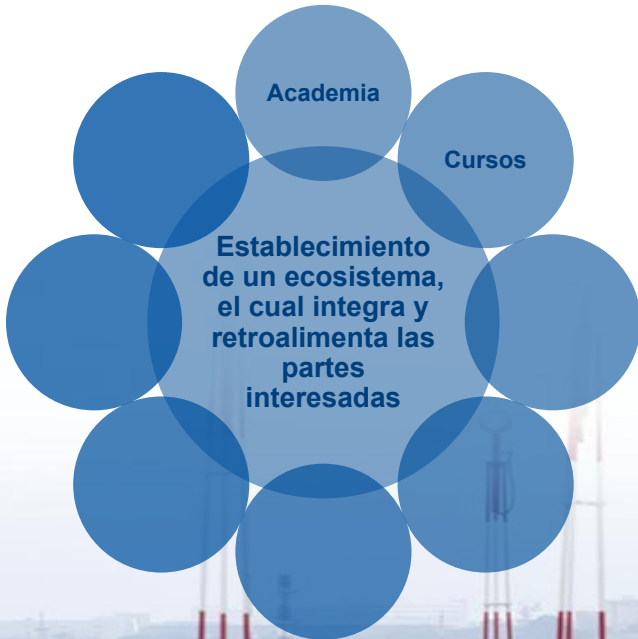 Academia
Cursos
Establecimiento
de un ecosistema,
el cual integra y
retroalimenta las
partes
interesadas